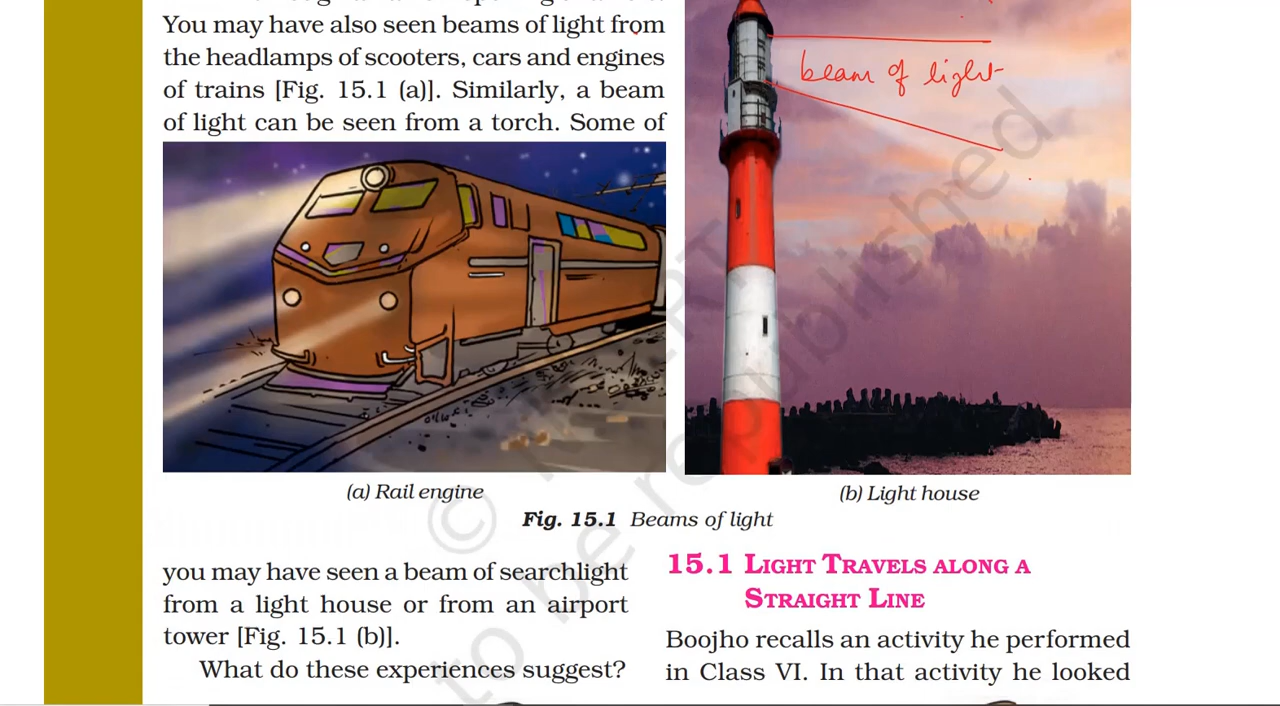 You may have also seen beams of light from
the headlamps of scooters, cars and engines
of trains [Fig. 15.1 (a)]. Similarly, a beam
of light can be seen from a torch. Some of
beam of light
(a) Rail engine
(b) Light house
Fig. 15.1 Beams of light
you may have seen a beam of searchlight
from a light house or from an airport
tower [Fig. 15.1 (b)].
What do these experiences suggest?
15.1 LIGHT TRAVELS ALONG A
STRAIGHT LINE
Boojho recalls an activity he performed
in Class VI. In that activity he looked
©
to be republished